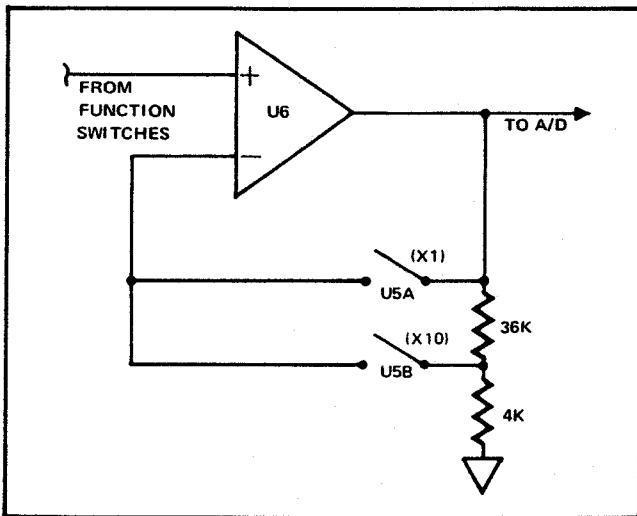 +
FROM
FUNCTION
SWITCHES
U6
−
TO A/D
(X1)
U5A
36K
(X10)
U5B
4K